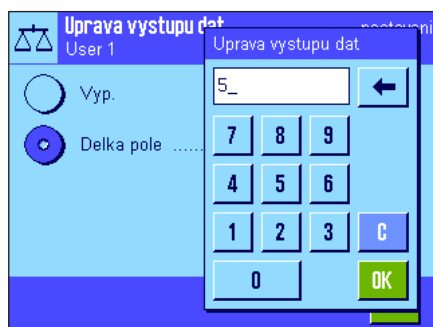 Uprava vystupu dat
User 1
Vyp.
Delka pole ......
Uprava vystupu dat
5_
7 8 9
4 5 6
1 2 3 C
0 OK